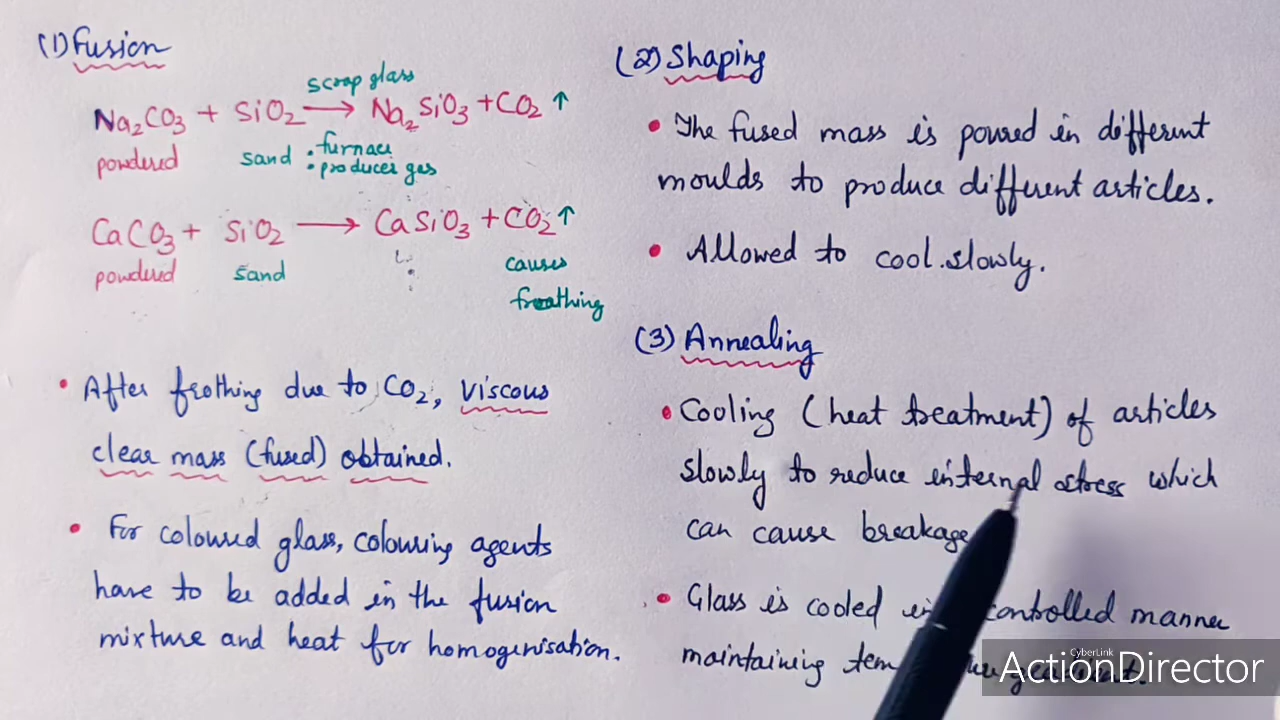 (1) Fusion
scrap glass
Na2CO3 + SiO2 → Na2SiO3 + CO2 ↑
powdered sand • furnace
• producer gas
CaCO3 + SiO2 → CaSiO3 + CO2 ↑
powdered sand causes
froathing
• After frothing due to CO2, viscous
clear mass (fused) obtained.
• For coloured glass, colouring agents
have to be added in the fusion
mixture and heat for homogenisation.
(2) Shaping
• The fused mass is poured in different
moulds to produce different articles.
• Allowed to cool slowly.
(3) Annealing
• Cooling (heat treatment) of articles
slowly to reduce internal stress which
can cause breakage
• Glass is cooled in controlled manner
maintaining
CyberLink
ActionDirector